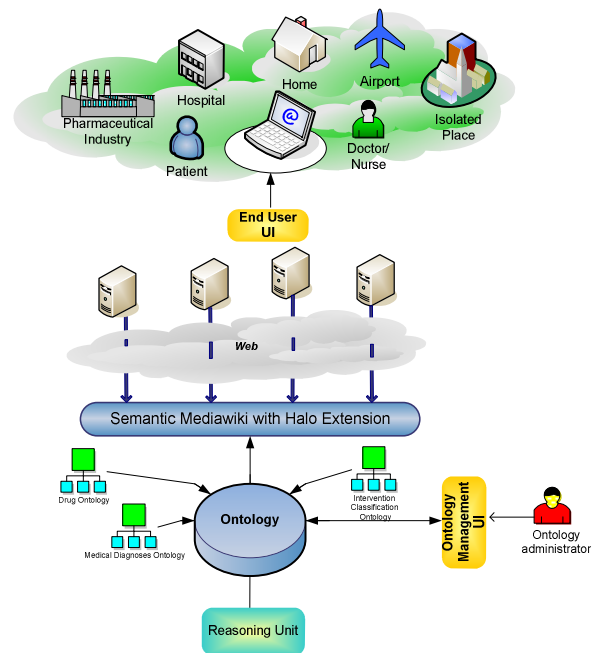 Home
Airport
Hospital
Pharmaceutical
Industry
@
Isolated
Place
Patient
Doctor/
Nurse
End User
UI
Web
Semantic Mediawiki with Halo Extension
Drug Ontology
Medical Diagnoses Ontology
Intervention
Classification
Ontology
Ontology
Ontology
Management
UI
Ontology
administrator
Reasoning Unit